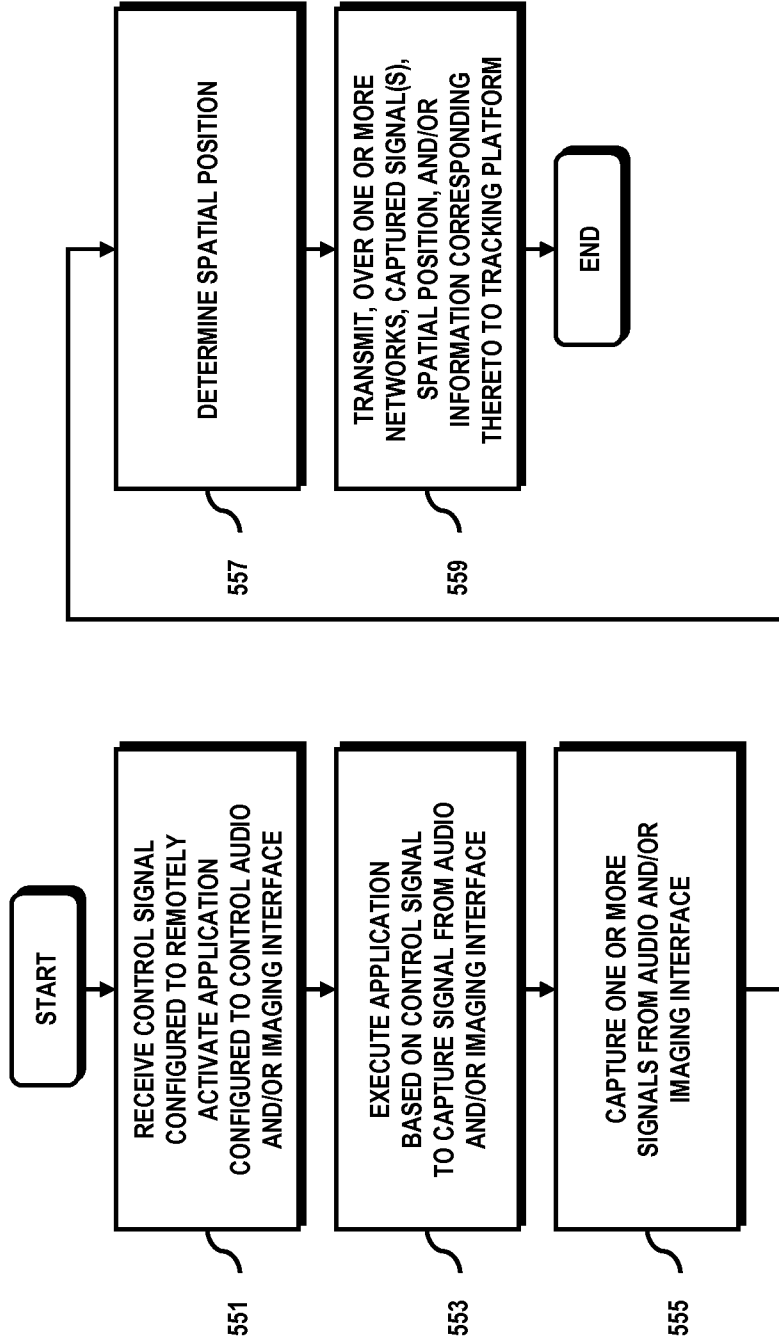 START
RECEIVE CONTROL SIGNAL
CONFIGURED TO REMOTELY
ACTIVATE APPLICATION
CONFIGURED TO CONTROL AUDIO
AND/OR IMAGING INTERFACE
551
EXECUTE APPLICATION
BASED ON CONTROL SIGNAL
TO CAPTURE SIGNAL FROM AUDIO
AND/OR IMAGING INTERFACE
553
CAPTURE ONE OR MORE
SIGNALS FROM AUDIO AND/OR
IMAGING INTERFACE
555
DETERMINE SPATIAL POSITION
557
TRANSMIT, OVER ONE OR MORE
NETWORKS, CAPTURED SIGNAL(S),
SPATIAL POSITION, AND/OR
INFORMATION CORRESPONDING
THERETO TO TRACKING PLATFORM
559
END